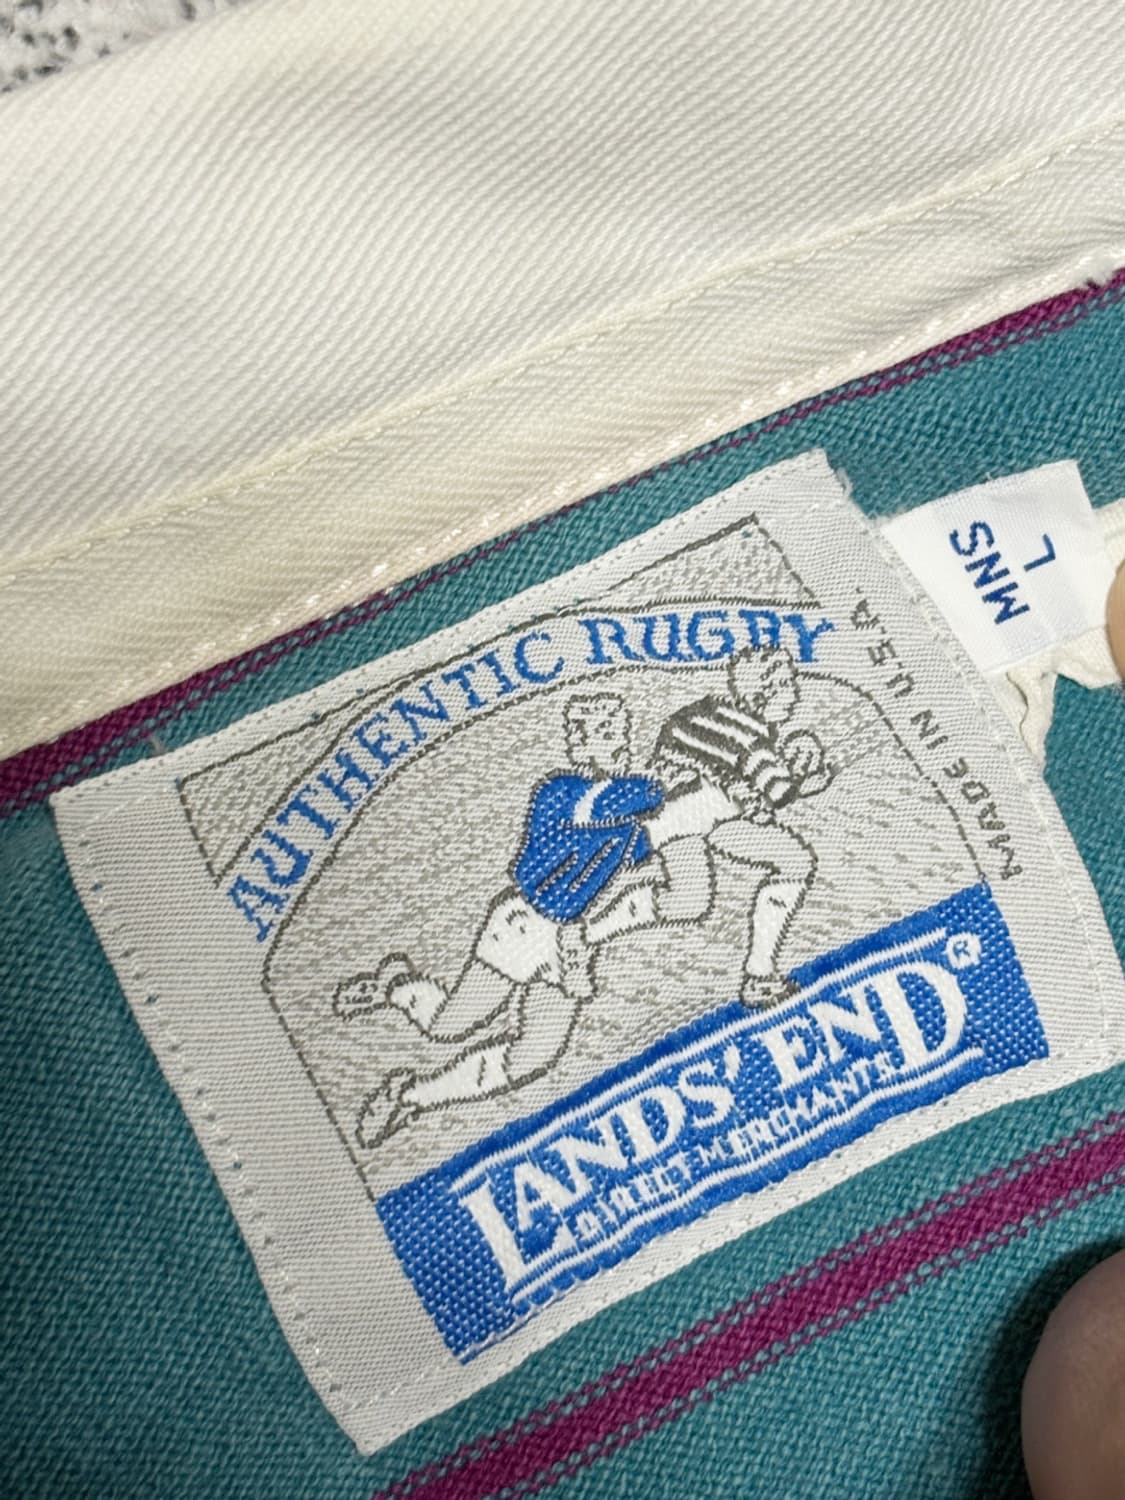 AUTHENTIC RUGBY
MADE IN U.S.A.
LANDS' END®
DIRECT MERCHANTS
MNS
L